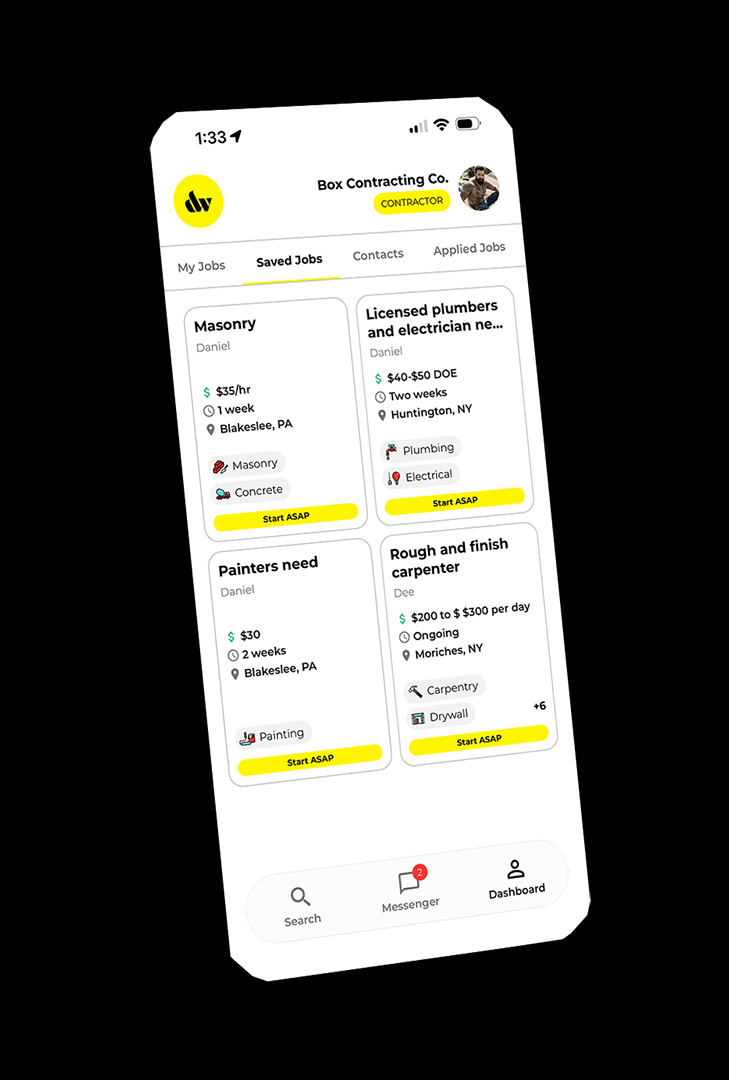 1:33
dw
Box Contracting Co.
CONTRACTOR
My Jobs
Saved Jobs
Contacts
Applied Jobs
Masonry
Daniel
$ $35/hr
1 week
Blakeslee, PA
Masonry
Concrete
Start ASAP
Licensed plumbers
and electrician ne...
Daniel
$ $40-$50 DOE
Two weeks
Huntington, NY
Plumbing
Electrical
Start ASAP
Painters need
Daniel
$ $30
2 weeks
Blakeslee, PA
Painting
Start ASAP
Rough and finish
carpenter
Dee
$ $200 to $ $300 per day
Ongoing
Moriches, NY
Carpentry
Drywall
+6
Start ASAP
Search
2
Messenger
Dashboard